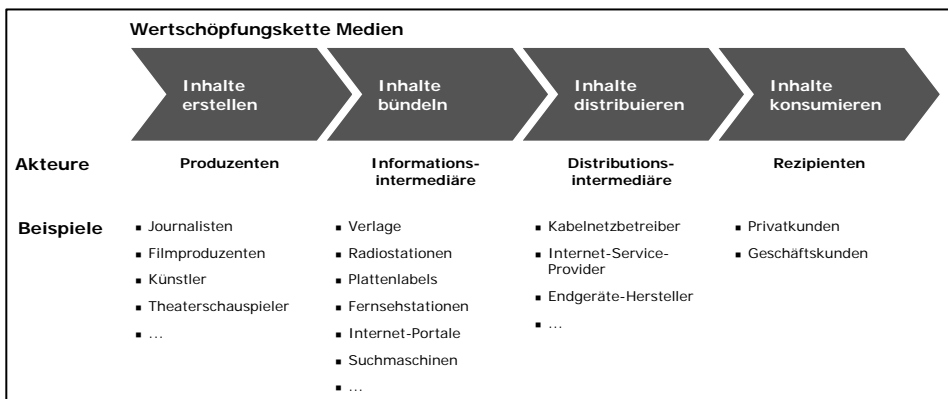 Wertschöpfungskette Medien
Inhalte
erstellen
Inhalte
bündeln
Inhalte
distribuieren
Inhalte
konsumieren
Akteure
Produzenten
Informations-
intermediäre
Distributions-
intermediäre
Rezipienten
Beispiele
▪ Journalisten
▪ Filmproduzenten
▪ Künstler
▪ Theaterschauspieler
▪ ...
▪ Verlage
▪ Radiostationen
▪ Plattenlabels
▪ Fernsehstationen
▪ Internet-Portale
▪ Suchmaschinen
▪ ...
▪ Kabelnetzbetreiber
▪ Internet-Service-
Provider
▪ Endgeräte-Hersteller
▪ ...
▪ Privatkunden
▪ Geschäftskunden